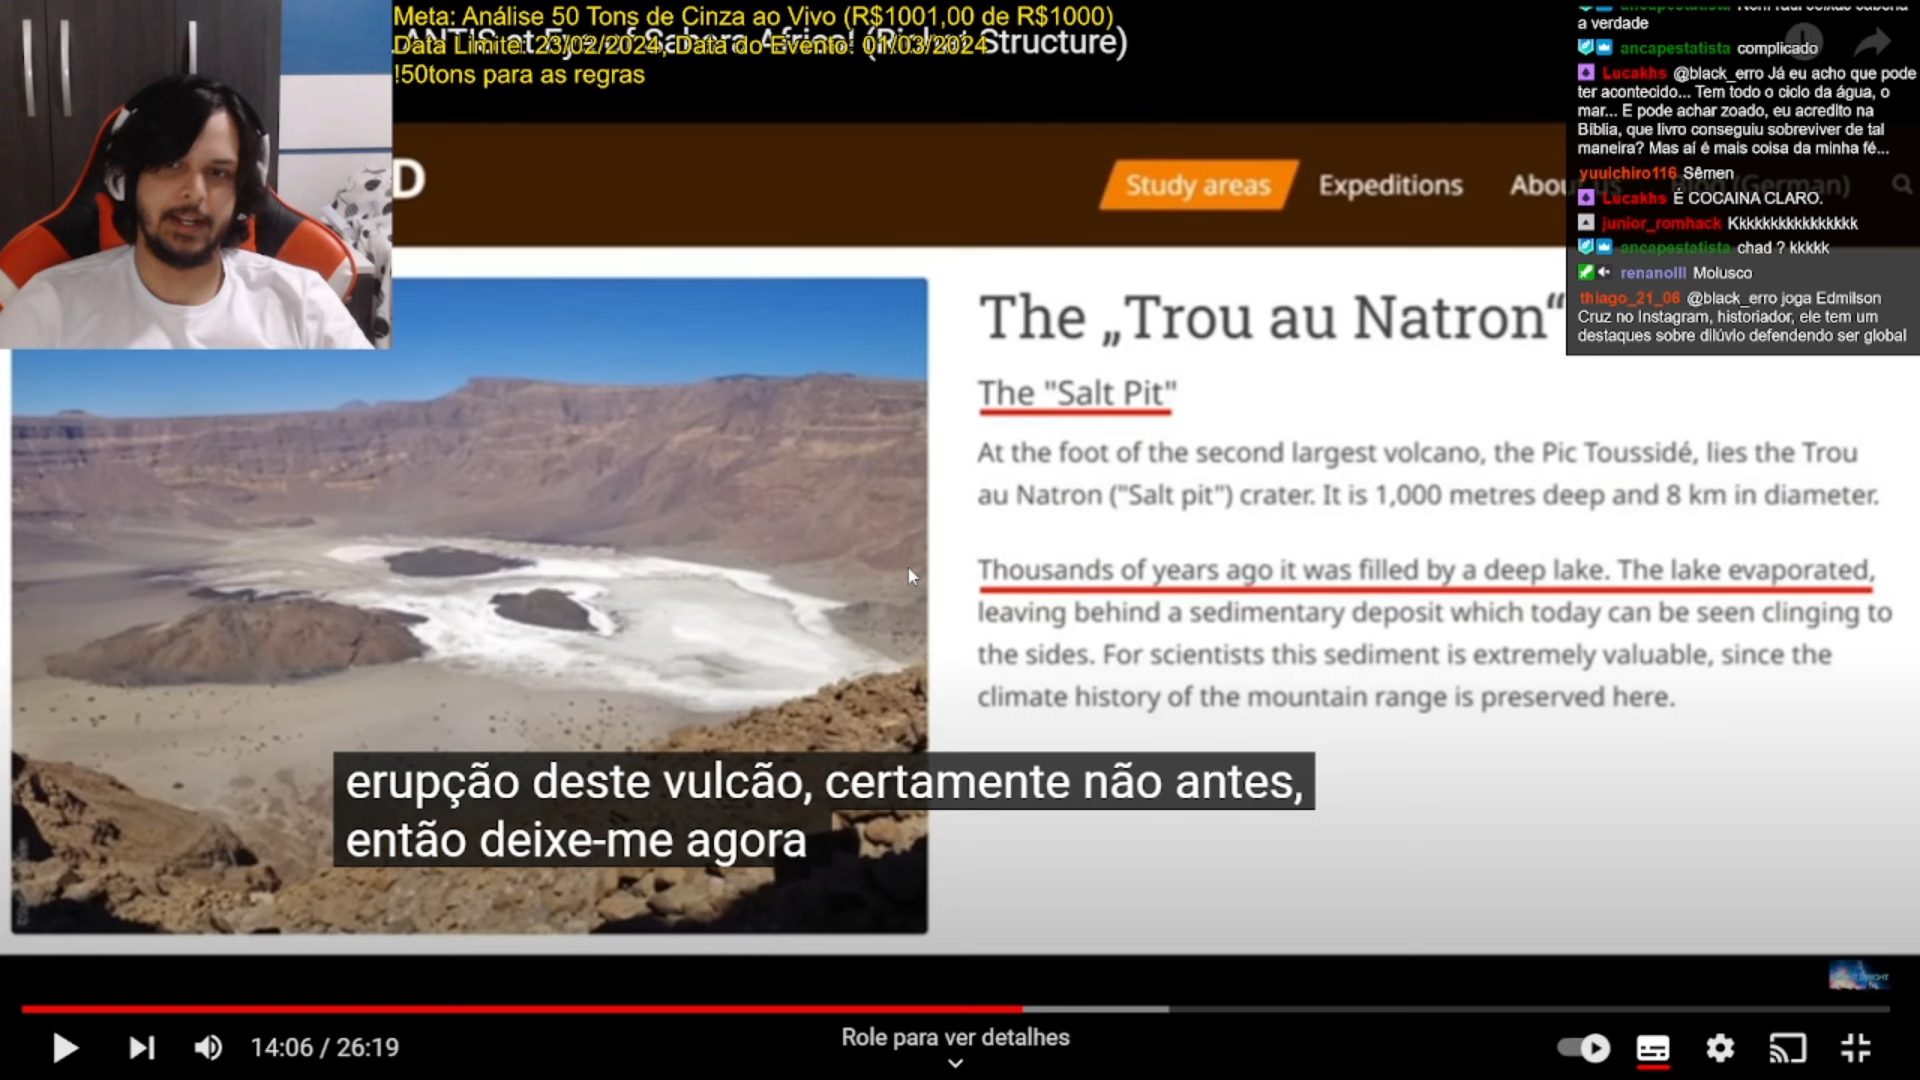 Meta: Análise 50 Tons de Cinza ao Vivo (R$1001,00 de R$1000)
Data Limite: 23/02/2024, Data do Evento: 01/03/2024
Structure)
!50tons para as regras
a verdade
ancapestatista complicado
Lucakhs @black_erro Já eu acho que pode
ter acontecido... Tem todo o ciclo da água, o
mar... E pode achar zoado, eu acredito na
Bíblia, que livro conseguiu sobreviver de tal
maneira? Mas aí é mais coisa da minha fé...
yuuichiro116 Sêmen
Lucakhs É COCAINA CLARO.
junior_romhack Kkkkkkkkkkkkkkkk
ancapestatista chad ? kkkkk
renanolll Molusco
thiago_21_06 @black_erro joga Edmilson
Cruz no Instagram, historiador, ele tem um
destaques sobre dilúvio defendendo ser global
D
Study areas Expeditions About us (German)
The „Trou au Natron“
The "Salt Pit"
At the foot of the second largest volcano, the Pic Toussidé, lies the Trou
au Natron ("Salt pit") crater. It is 1,000 metres deep and 8 km in diameter.
Thousands of years ago it was filled by a deep lake. The lake evaporated,
leaving behind a sedimentary deposit which today can be seen clinging to
the sides. For scientists this sediment is extremely valuable, since the
climate history of the mountain range is preserved here.
erupção deste vulcão, certamente não antes,
então deixe-me agora
14:06 / 26:19
Role para ver detalhes